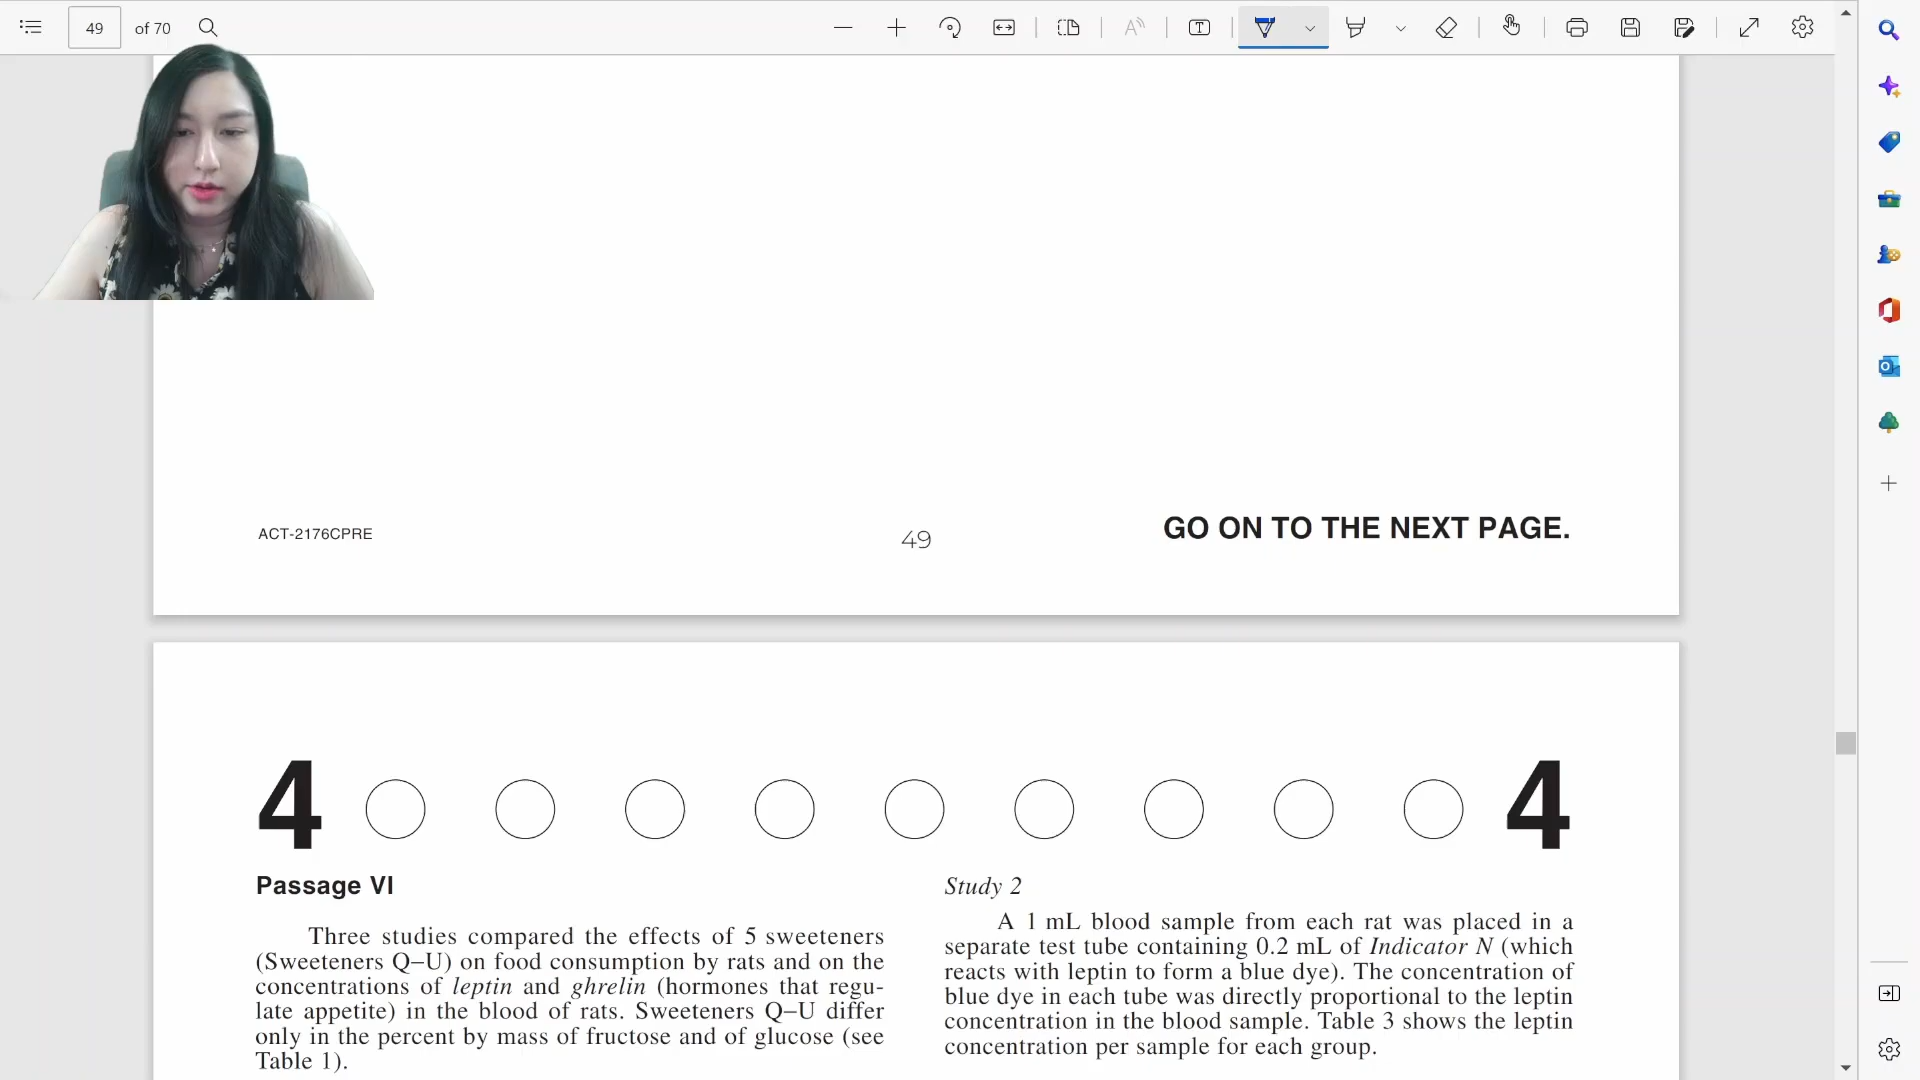 49 of 70
ACT-2176CPRE
49
GO ON TO THE NEXT PAGE.
4 4
Passage VI
Three studies compared the effects of 5 sweeteners
(Sweeteners Q–U) on food consumption by rats and on the
concentrations of leptin and ghrelin (hormones that regu-
late appetite) in the blood of rats. Sweeteners Q–U differ
only in the percent by mass of fructose and of glucose (see
Table 1).
Study 2
A 1 mL blood sample from each rat was placed in a
separate test tube containing 0.2 mL of Indicator N (which
reacts with leptin to form a blue dye). The concentration of
blue dye in each tube was directly proportional to the leptin
concentration in the blood sample. Table 3 shows the leptin
concentration per sample for each group.